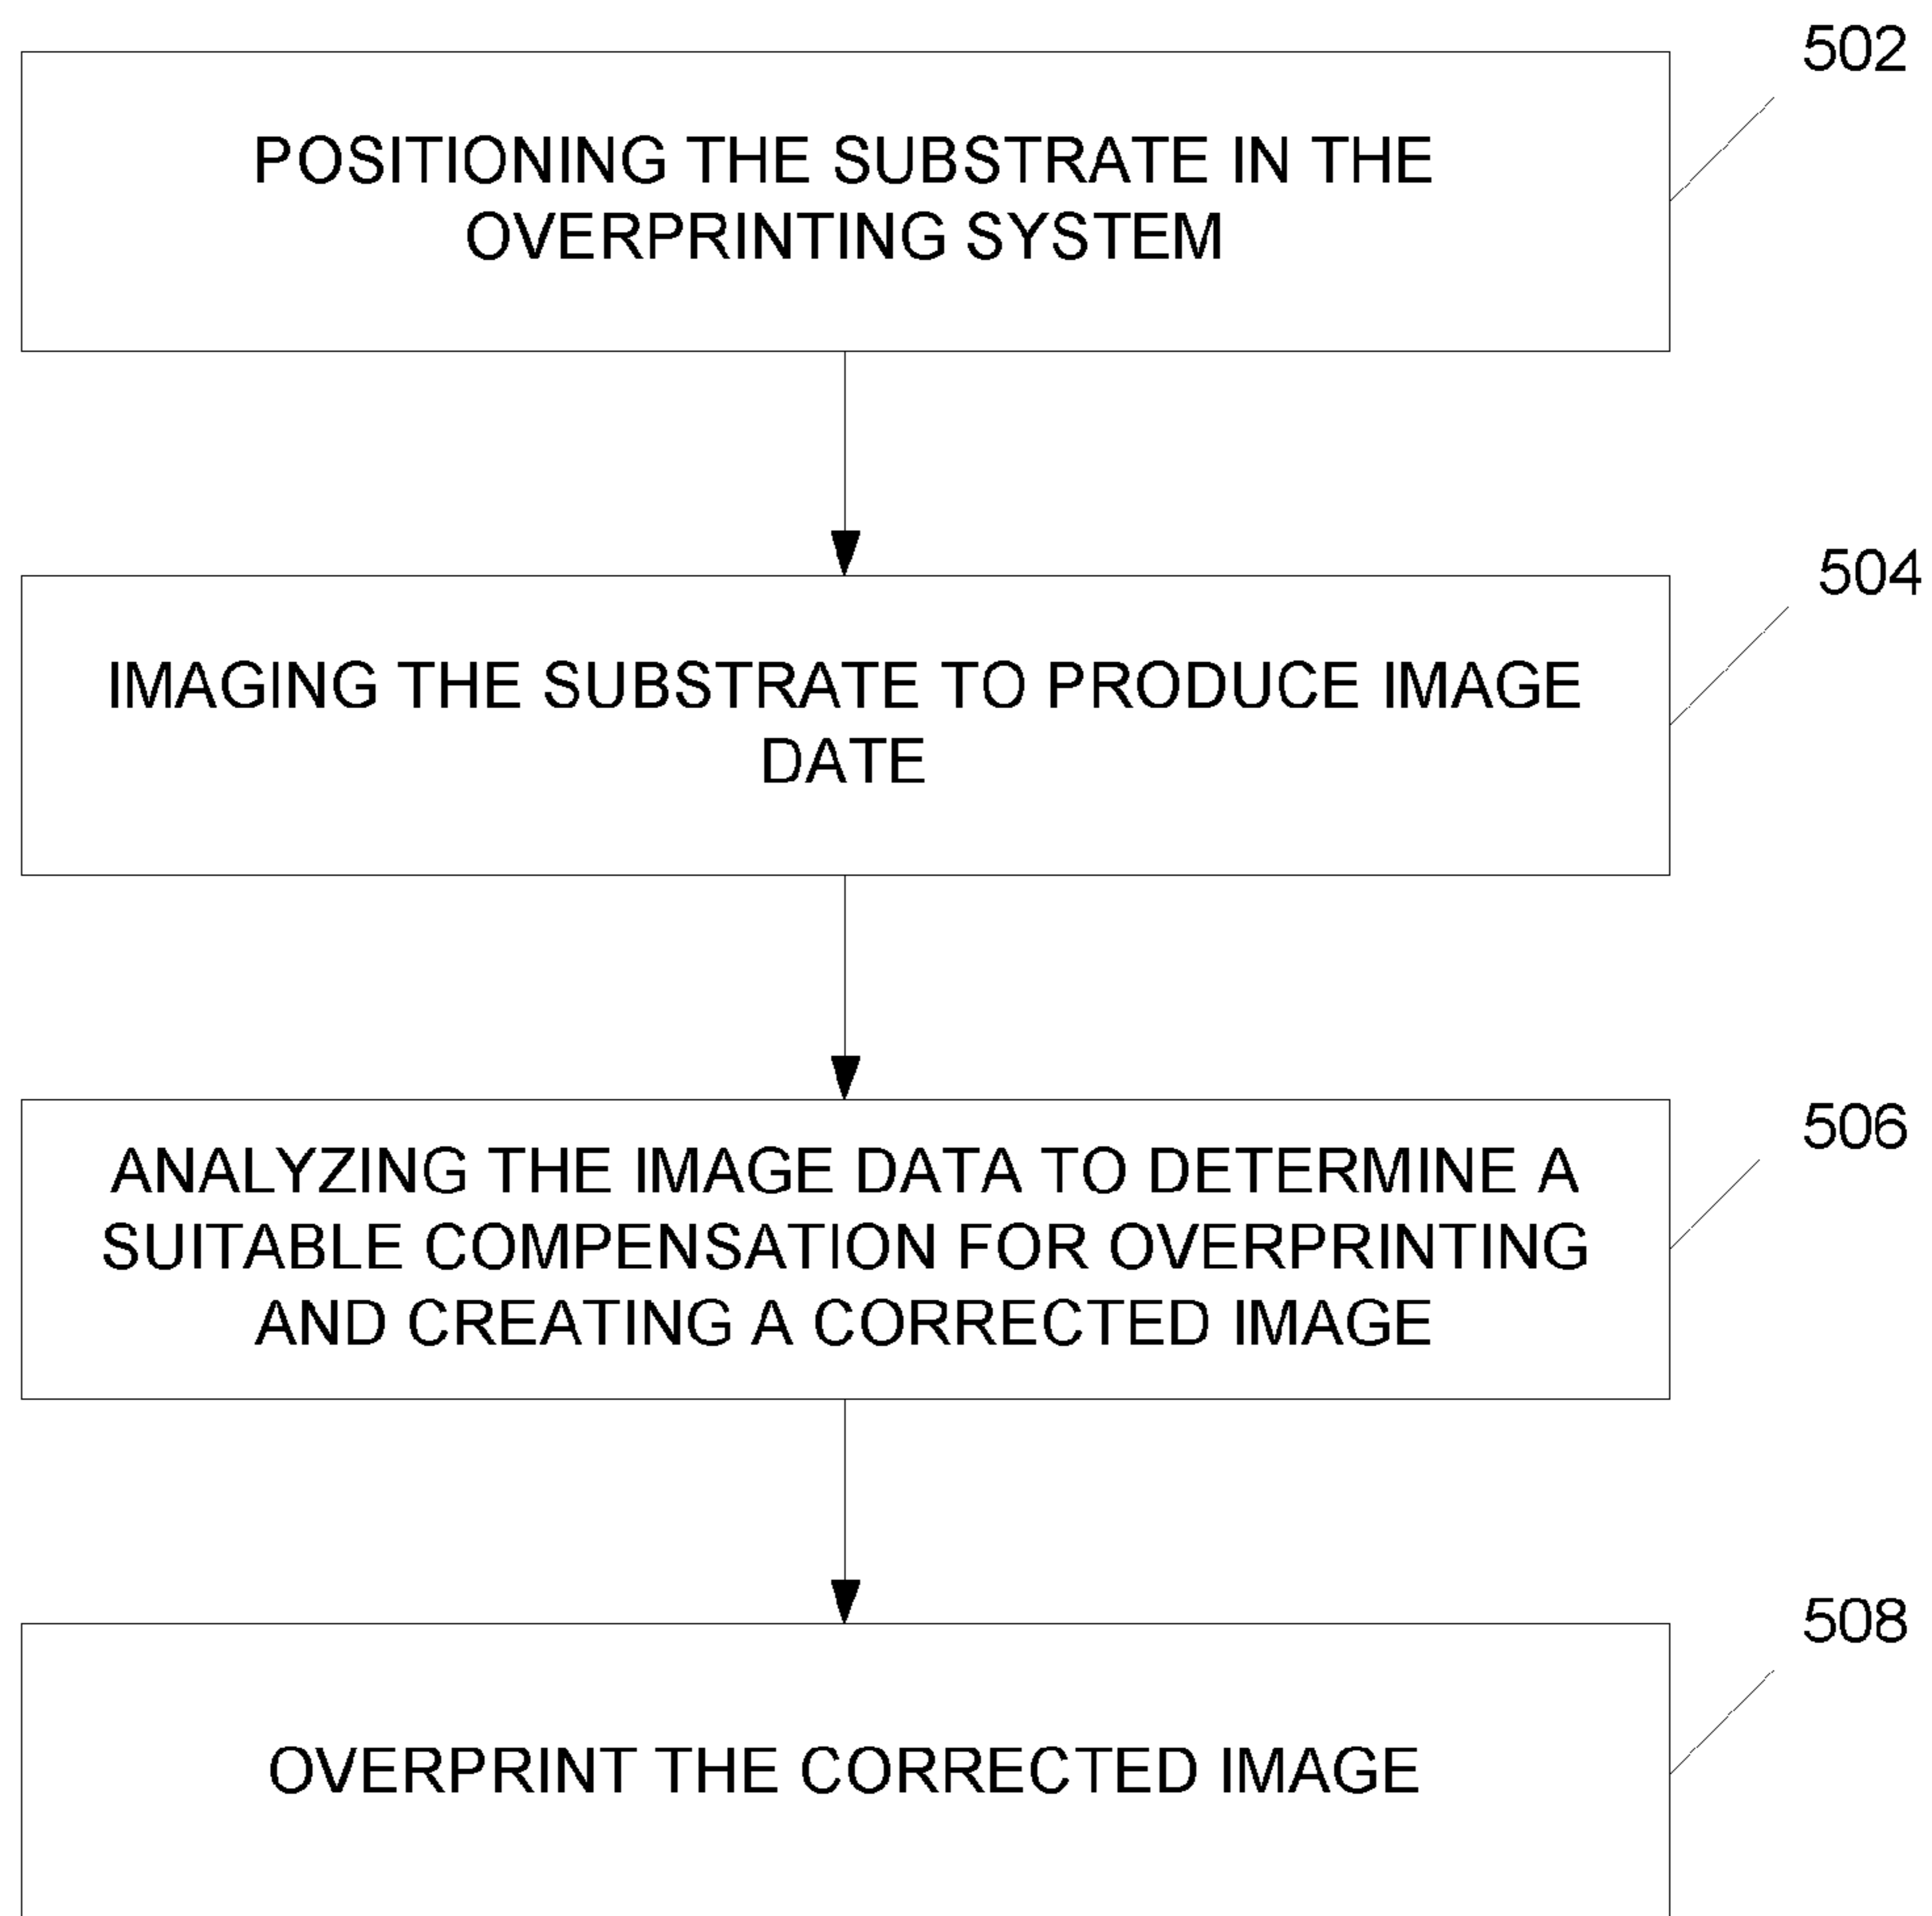 502
POSITIONING THE SUBSTRATE IN THE
OVERPRINTING SYSTEM
504
IMAGING THE SUBSTRATE TO PRODUCE IMAGE
DATE
506
ANALYZING THE IMAGE DATA TO DETERMINE A
SUITABLE COMPENSATION FOR OVERPRINTING
AND CREATING A CORRECTED IMAGE
508
OVERPRINT THE CORRECTED IMAGE